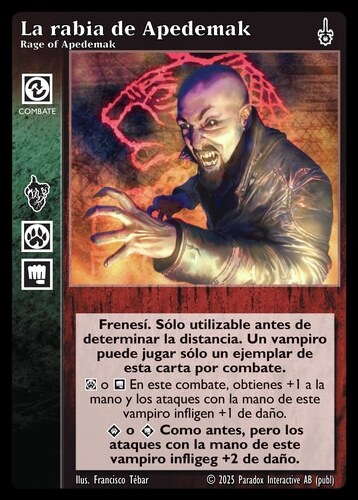 La rabia de Apedemak
Rage of Apedemak
COMBATE
Frenesí. Sólo utilizable antes de
determinar la distancia. Un vampiro
puede jugar sólo un ejemplar de
esta carta por combate.
o En este combate, obtienes +1 a la
mano y los ataques con la mano de este
vampiro infligen +1 de daño.
o Como antes, pero los
ataques con la mano de este
vampiro infligeg +2 de daño.
Ilus. Francisco Tébar © 2025 Paradox Interactive AB (publ)